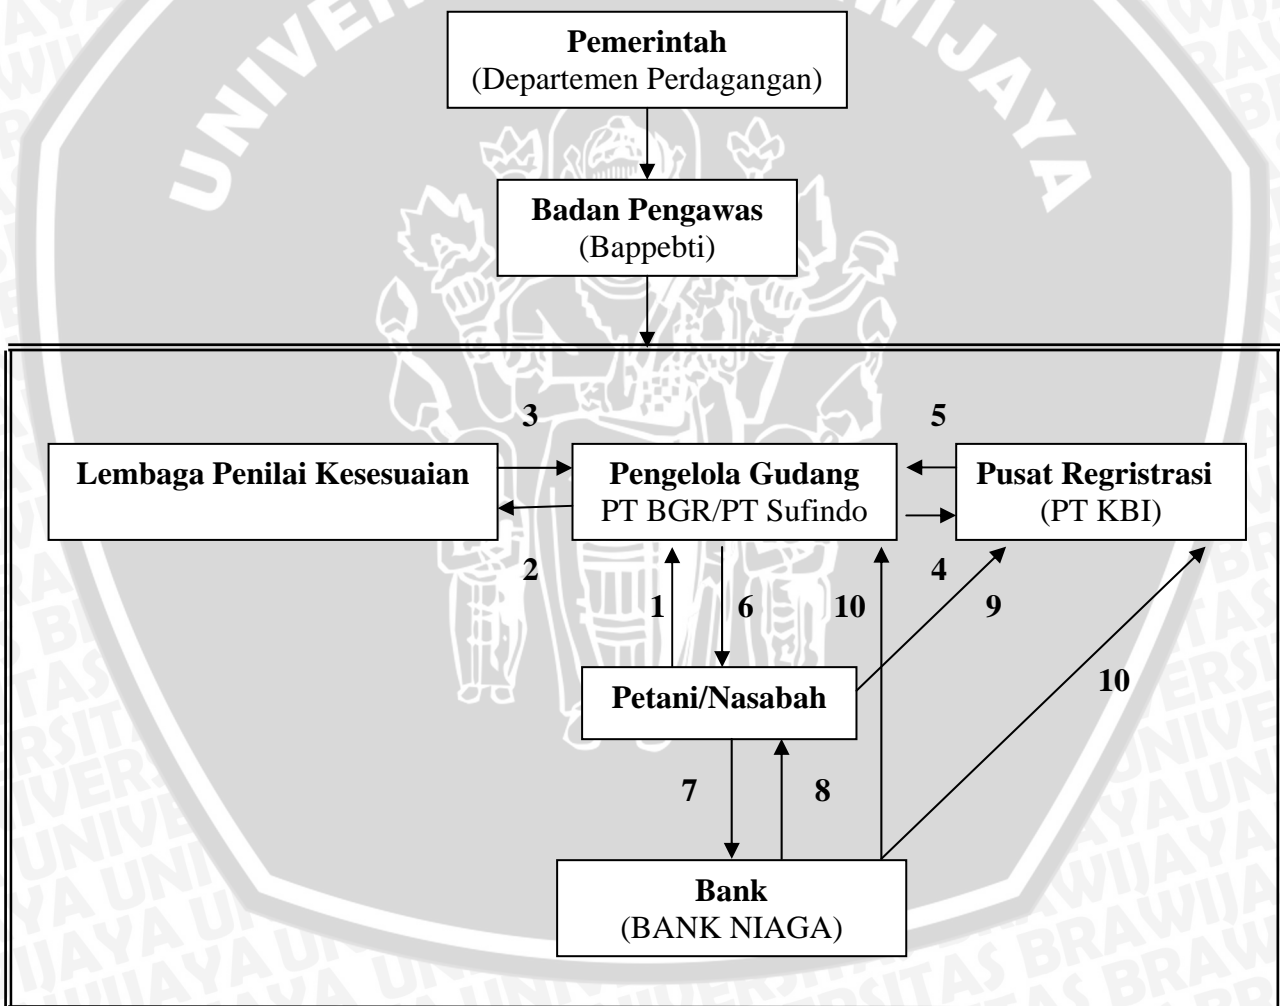 Pemerintah
(Departemen Perdagangan)
Badan Pengawas
(Bappebti)
3
5
Lembaga Penilai Kesesuaian
Pengelola Gudang
PT BGR/PT Sufindo
Pusat Regristrasi
(PT KBI)
2
4
1
6
10
9
Petani/Nasabah
10
7
8
Bank
(BANK NIAGA)